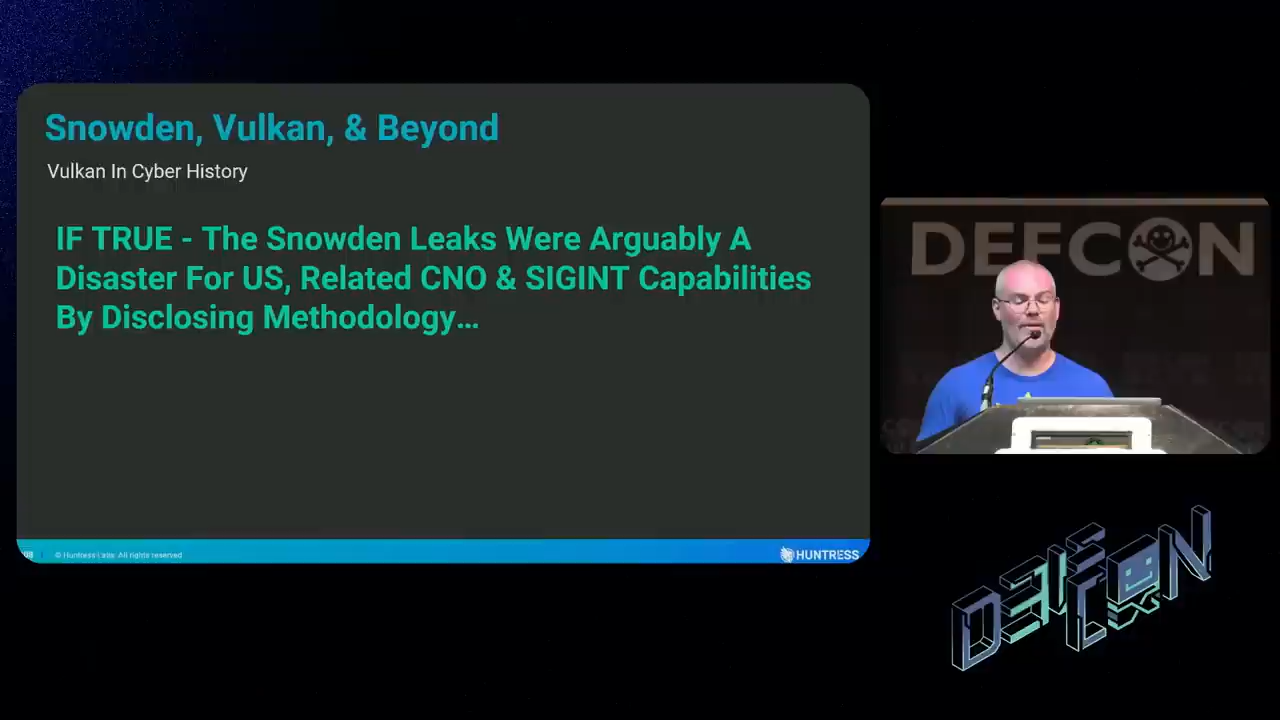 Snowden, Vulkan, & Beyond
Vulkan In Cyber History
IF TRUE - The Snowden Leaks Were Arguably A
Disaster For US, Related CNO & SIGINT Capabilities
By Disclosing Methodology…
© Huntress Labs. All rights reserved
HUNTRESS
DEFCON
DEFCON